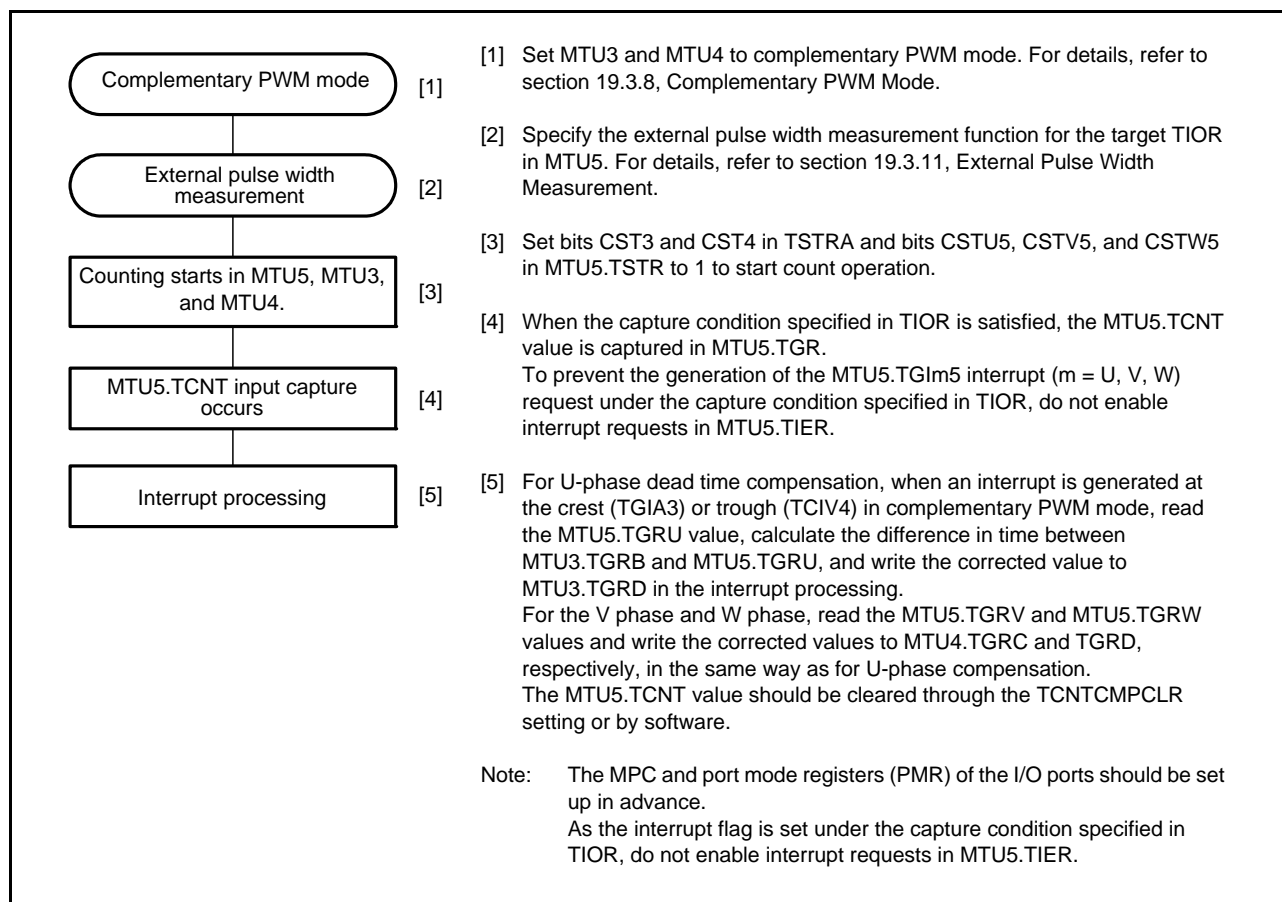 Complementary PWM mode
[1]
External pulse width
measurement
[2]
Counting starts in MTU5, MTU3,
and MTU4.
[3]
MTU5.TCNT input capture
occurs
[4]
Interrupt processing
[5]
[1] Set MTU3 and MTU4 to complementary PWM mode. For details, refer to
section 19.3.8, Complementary PWM Mode.
[2] Specify the external pulse width measurement function for the target TIOR
in MTU5. For details, refer to section 19.3.11, External Pulse Width
Measurement.
[3] Set bits CST3 and CST4 in TSTRA and bits CSTU5, CSTV5, and CSTW5
in MTU5.TSTR to 1 to start count operation.
[4] When the capture condition specified in TIOR is satisfied, the MTU5.TCNT
value is captured in MTU5.TGR.
To prevent the generation of the MTU5.TGIm5 interrupt (m = U, V, W)
request under the capture condition specified in TIOR, do not enable
interrupt requests in MTU5.TIER.
[5] For U-phase dead time compensation, when an interrupt is generated at
the crest (TGIA3) or trough (TCIV4) in complementary PWM mode, read
the MTU5.TGRU value, calculate the difference in time between
MTU3.TGRB and MTU5.TGRU, and write the corrected value to
MTU3.TGRD in the interrupt processing.
For the V phase and W phase, read the MTU5.TGRV and MTU5.TGRW
values and write the corrected values to MTU4.TGRC and TGRD,
respectively, in the same way as for U-phase compensation.
The MTU5.TCNT value should be cleared through the TCNTCMPCLR
setting or by software.
Note: The MPC and port mode registers (PMR) of the I/O ports should be set
up in advance.
As the interrupt flag is set under the capture condition specified in
TIOR, do not enable interrupt requests in MTU5.TIER.